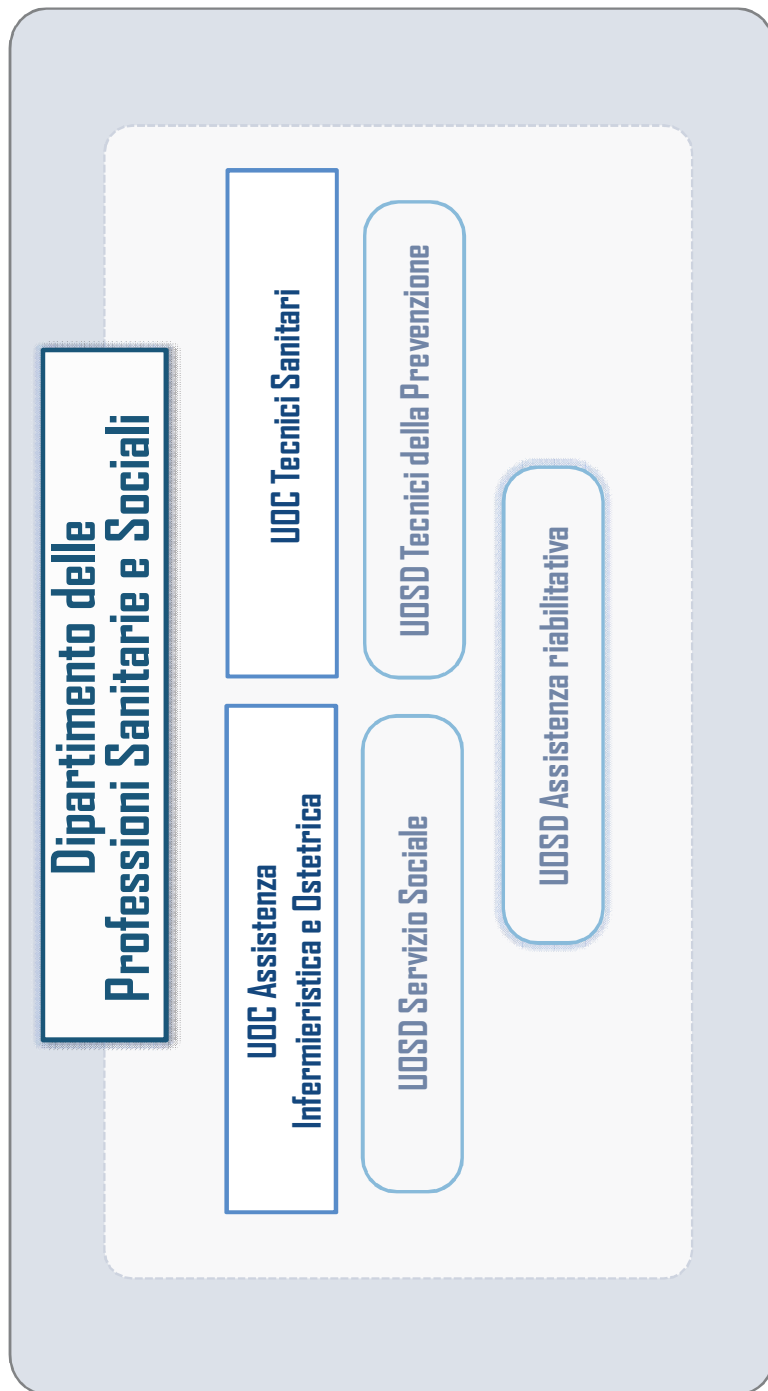 Dipartimento delle
Professioni Sanitarie e Sociali
UOC Assistenza
Infermieristica e Ostetrica
UOC Tecnici Sanitari
UOSD Servizio Sociale
UOSD Tecnici della Prevenzione
UOSD Assistenza riabilitativa